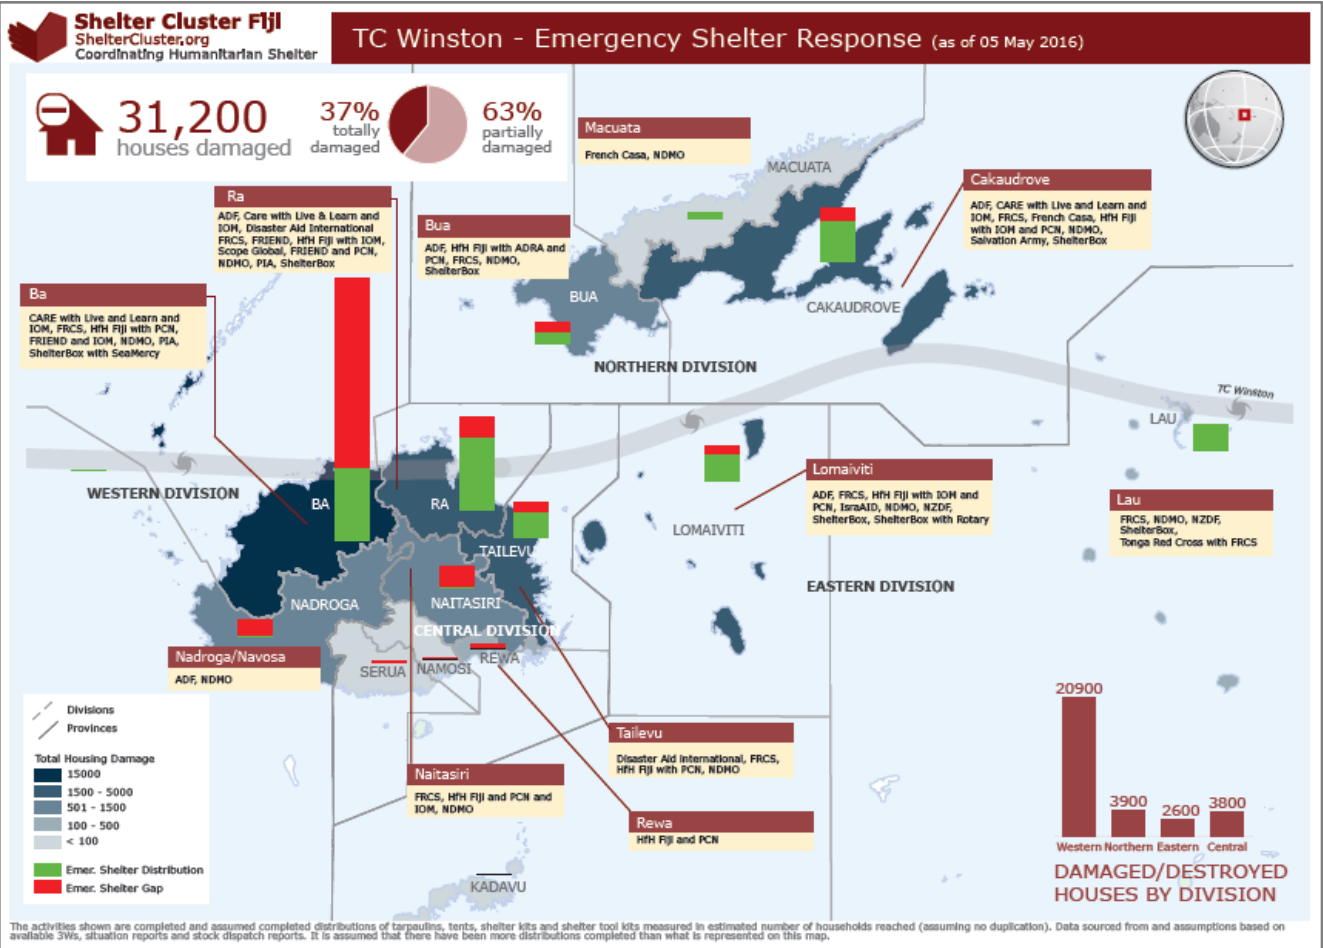 Shelter Cluster Fiji
ShelterCluster.org
Coordinating Humanitarian Shelter
TC Winston - Emergency Shelter Response (as of 05 May 2016)
31,200
houses damaged
37%
totally
damaged
63%
partially
damaged
Macuata
French Casa, NDMO
MACUATA
Cakaudrove
ADF, CARE with Live and Learn and
IOM, FRCS, French Casa, HfH Fiji
with IOM and PCN, NDMO,
Salvation Army, ShelterBox
Ra
ADF, Care with Live & Learn and
IOM, Disaster Aid International
FRCS, FRIEND, HfH Fiji with IOM,
Scope Global, FRIEND and PCN,
NDMO, PIA, ShelterBox
Bua
ADF, HfH Fiji with ADRA and
PCN, FRCS, NDMO,
ShelterBox
Ba
CARE with Live and Learn and
IOM, FRCS, HfH Fiji with PCN,
FRIEND and IOM, NDMO, PIA,
ShelterBox with SeaMercy
BUA
CAKAUDROVE
NORTHERN DIVISION
TC Winston
LAU
WESTERN DIVISION
BA
RA
Lomaiviti
ADF, FRCS, HfH Fiji with IOM and
PCN, IsraAID, NDMO, NZDF,
ShelterBox, ShelterBox with Rotary
LOMAIVITI
Lau
FRCS, NDMO, NZDF,
ShelterBox,
Tonga Red Cross with FRCS
TAILEVU
EASTERN DIVISION
NADROGA
NAITASIRI
CENTRAL DIVISION
Nadroga/Navosa
ADF, NDMO
SERUA
NAMOSI
REWA
Divisions
Provinces
Total Housing Damage
15000
1500 - 5000
501 - 1500
100 - 500
< 100
Emer. Shelter Distribution
Emer. Shelter Gap
Tailevu
Disaster Aid International, FRCS,
HfH Fiji with PCN, NDMO
Naitasiri
FRCS, HfH Fiji and PCN and
IOM, NDMO
Rewa
HfH Fiji and PCN
KADAVU
20900
3900
2600
3800
Western Northern Eastern Central
DAMAGED/DESTROYED
HOUSES BY DIVISION
The activities shown are completed and assumed completed distributions of tarpaulins, tents, shelter kits and shelter tool kits measured in estimated number of households reached (assuming no duplication). Data sourced from and assumptions based on
available 3Ws, situation reports and stock dispatch reports. It is assumed that there have been more distributions completed than what is represented on this map.